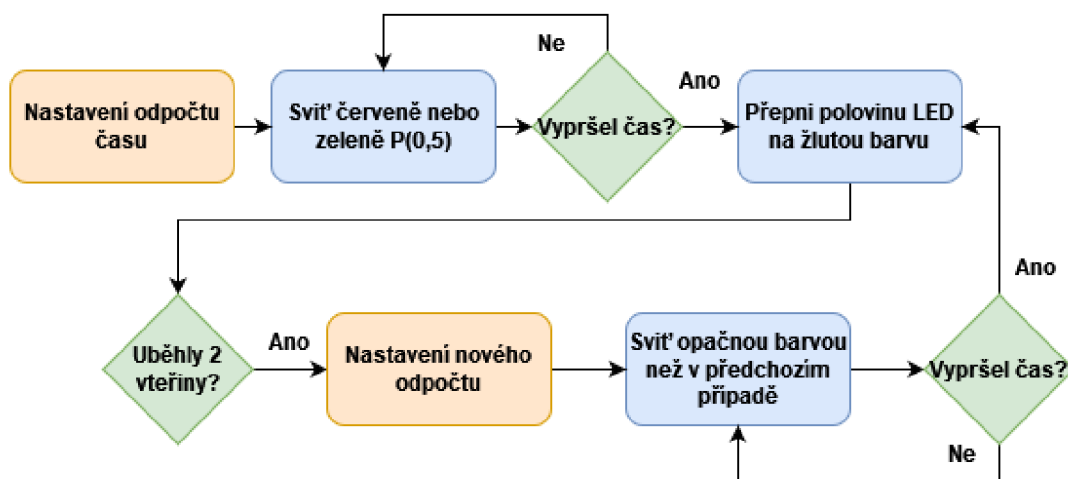 Ne
Nastavení odpočtu
času
Sviť červeně nebo
zeleně P(0,5)
Vypršel čas?
Ano
Přepni polovinu LED
na žlutou barvu
Uběhly 2
vteřiny?
Ano
Nastavení nového
odpočtu
Sviť opačnou barvou
než v předchozím
případě
Vypršel čas?
Ano
Ne